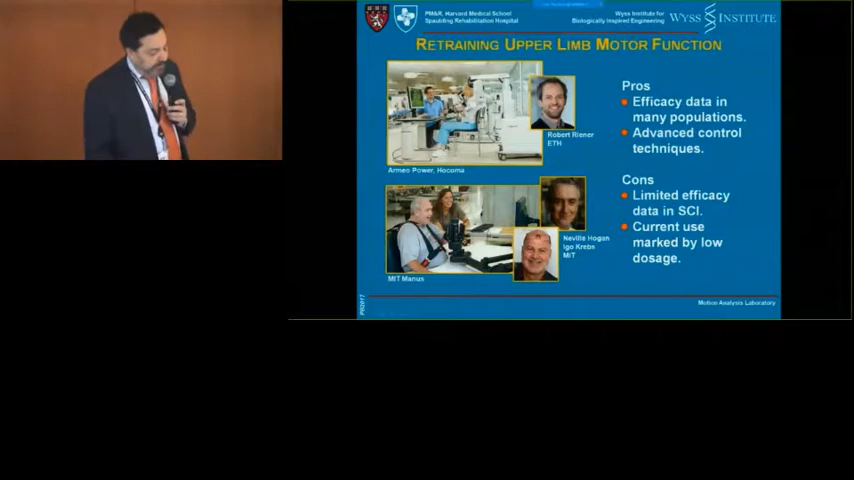 PM&R, Harvard Medical School
Spaulding Rehabilitation Hospital
Wyss Institute for
Biologically Inspired Engineering
WYSS INSTITUTE
RETRAINING UPPER LIMB MOTOR FUNCTION
Robert Riener
ETH
Armeo Power, Hocoma
Neville Hogan
Igo Krebs
MIT
MIT Manus
Pros
Efficacy data in
many populations.
Advanced control
techniques.
Cons
Limited efficacy
data in SCI.
Current use
marked by low
dosage.
Motion Analysis Laboratory